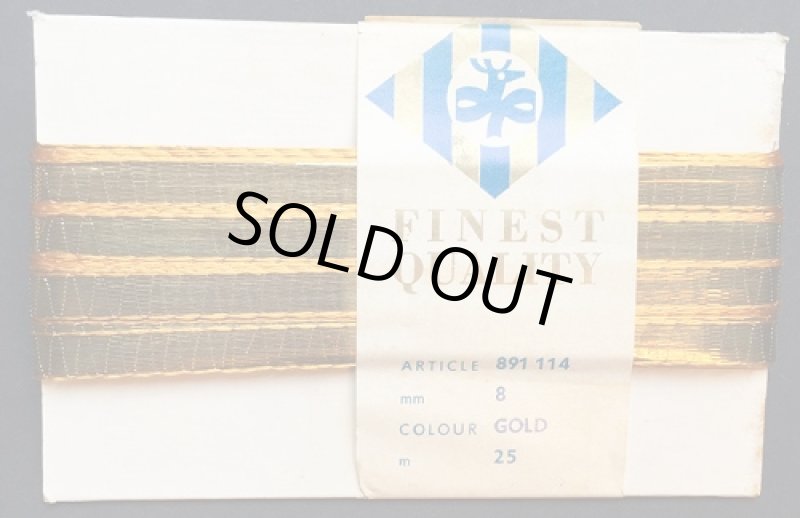 FINEST
QUALITY
SOLD OUT
ARTICLE 891 114
mm 8
COLOUR GOLD
m 25